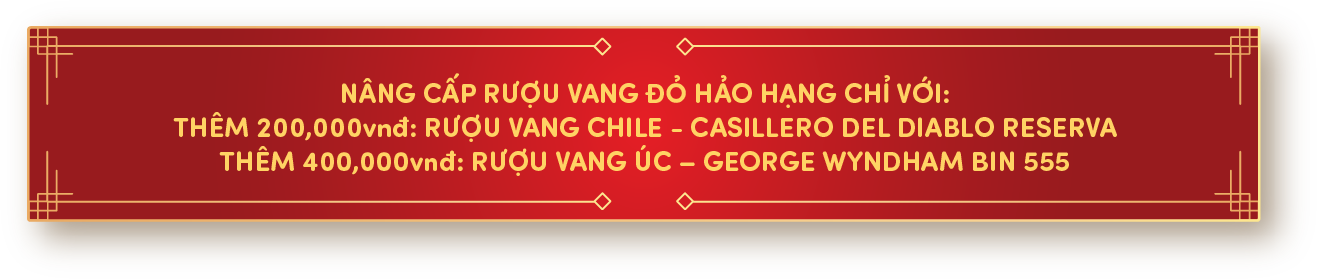 NÂNG CẤP RƯỢU VANG ĐỎ HẢO HẠNG CHỈ VỚI:
THÊM 200,000vnđ: RƯỢU VANG CHILE - CASILLERO DEL DIABLO RESERVA
THÊM 400,000vnđ: RƯỢU VANG ÚC – GEORGE WYNDHAM BIN 555